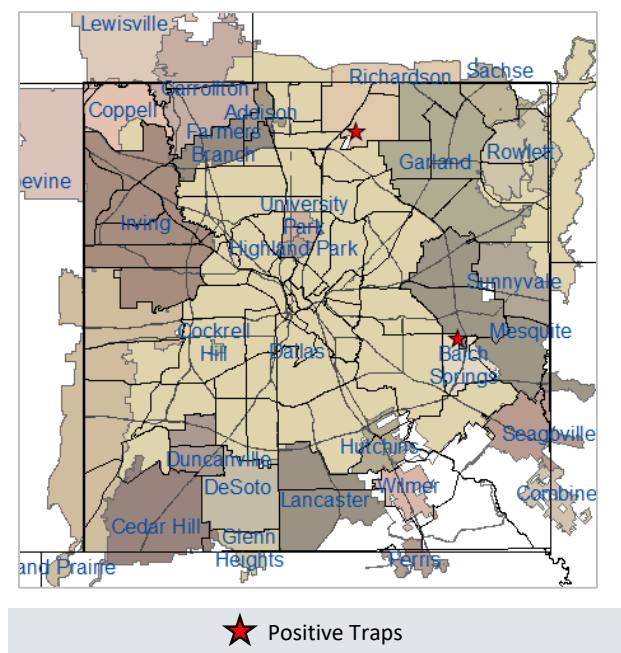 Lewisville
Richardson
Sachse
Carrollton
Coppell
Addison
Farmers
Branch
Garland
Rowlett
evine
Irving
University
Park
Highland Park
Sunnyvale
Cockrell
Hill
Dallas
Mesquite
Balch
Springs
Seagoville
Hutchins
Duncanville
DeSoto
Lancaster
Wilmer
Combine
Cedar Hill
Glenn
Heights
Ferris
and Prairie
Positive Traps